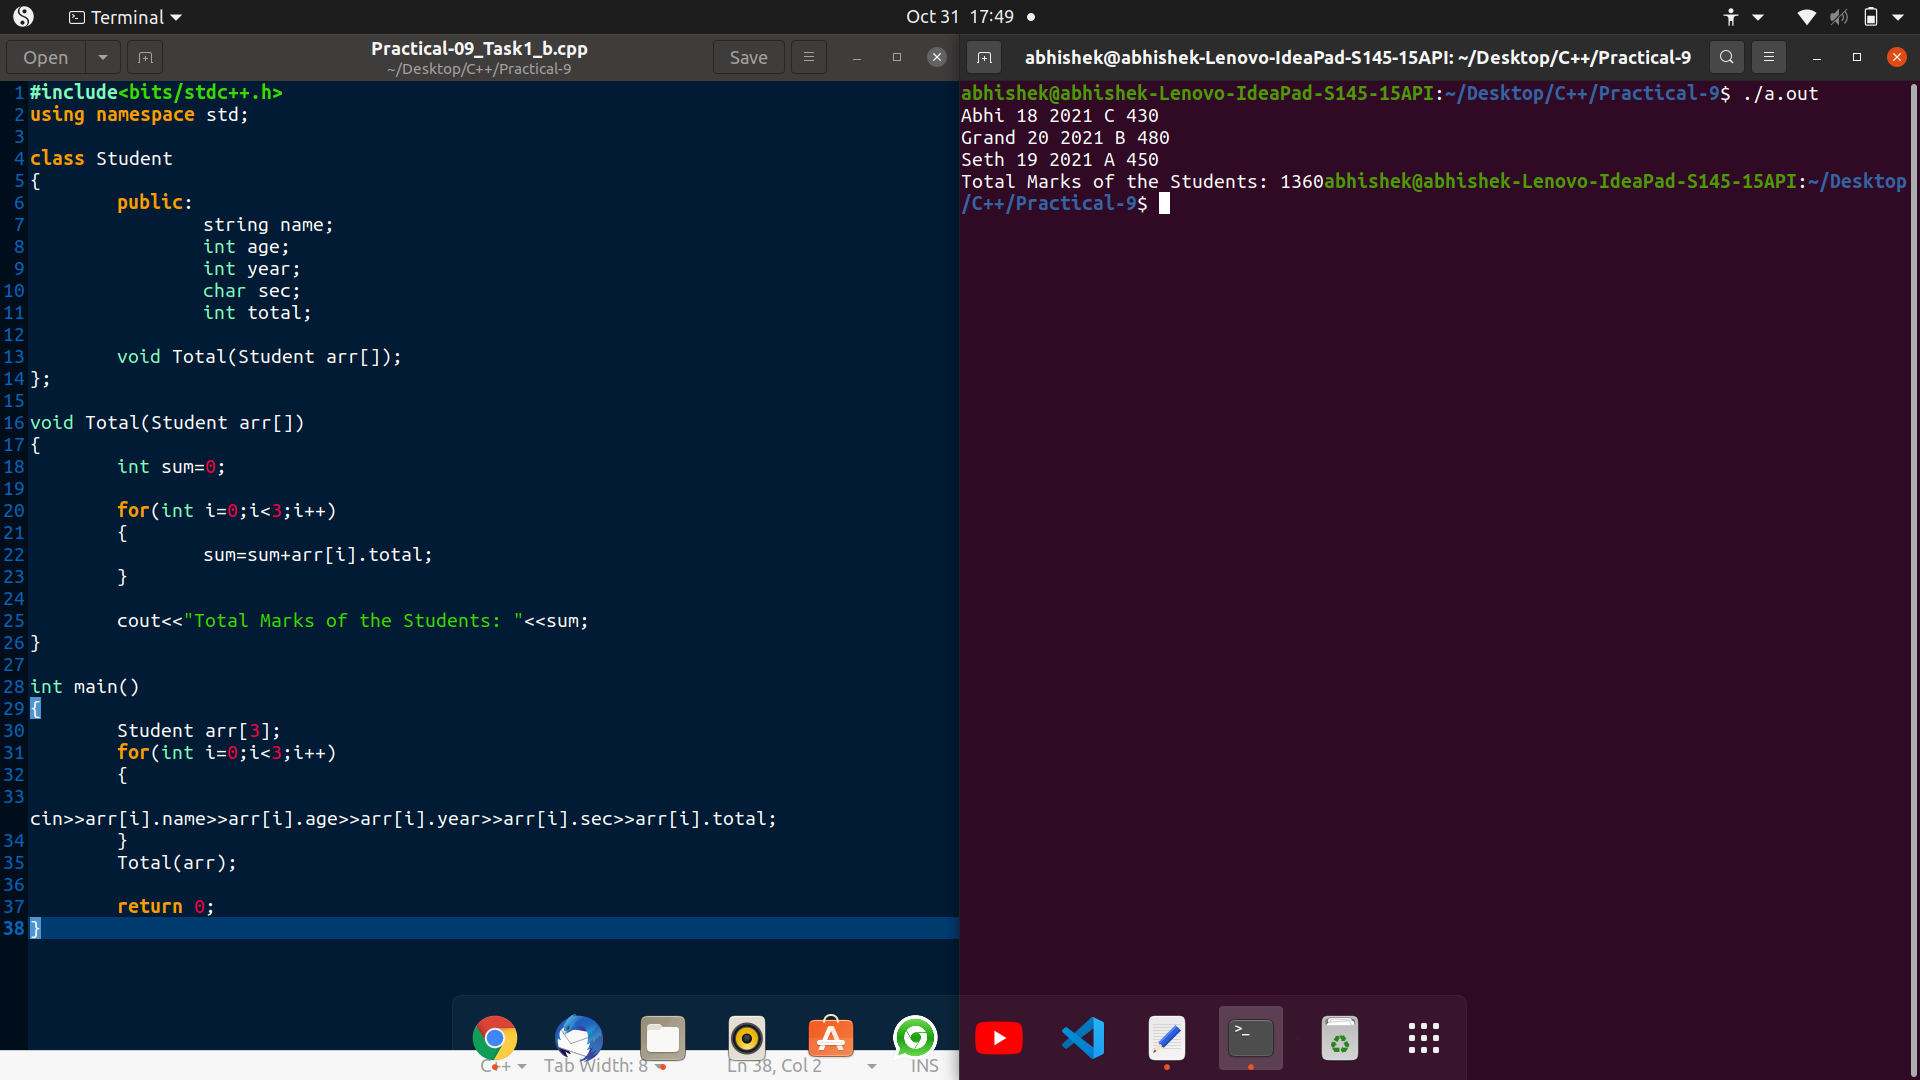 Terminal
Oct 31 17:49
Open
Practical-09_Task1_b.cpp
~/Desktop/C++/Practical-9
Save
1 #include<bits/stdc++.h>
2 using namespace std;
3
4 class Student
5 {
6 public:
7 string name;
8 int age;
9 int year;
10 char sec;
11 int total;
12
13 void Total(Student arr[]);
14 };
15
16 void Total(Student arr[])
17 {
18 int sum=0;
19
20 for(int i=0;i<3;i++)
21 {
22 sum=sum+arr[i].total;
23 }
24
25 cout<<"Total Marks of the Students: "<<sum;
26 }
27
28 int main()
29 {
30 Student arr[3];
31 for(int i=0;i<3;i++)
32 {
33
cin>>arr[i].name>>arr[i].age>>arr[i].year>>arr[i].sec>>arr[i].total;
34 }
35 Total(arr);
36
37 return 0;
38 }
C++ Tab Width: 8 Ln 38, Col 2 INS
abhishek@abhishek-Lenovo-IdeaPad-S145-15API: ~/Desktop/C++/Practical-9
abhishek@abhishek-Lenovo-IdeaPad-S145-15API:~/Desktop/C++/Practical-9$ ./a.out
Abhi 18 2021 C 430
Grand 20 2021 B 480
Seth 19 2021 A 450
Total Marks of the Students: 1360abhishek@abhishek-Lenovo-IdeaPad-S145-15API:~/Desktop
/C++/Practical-9$